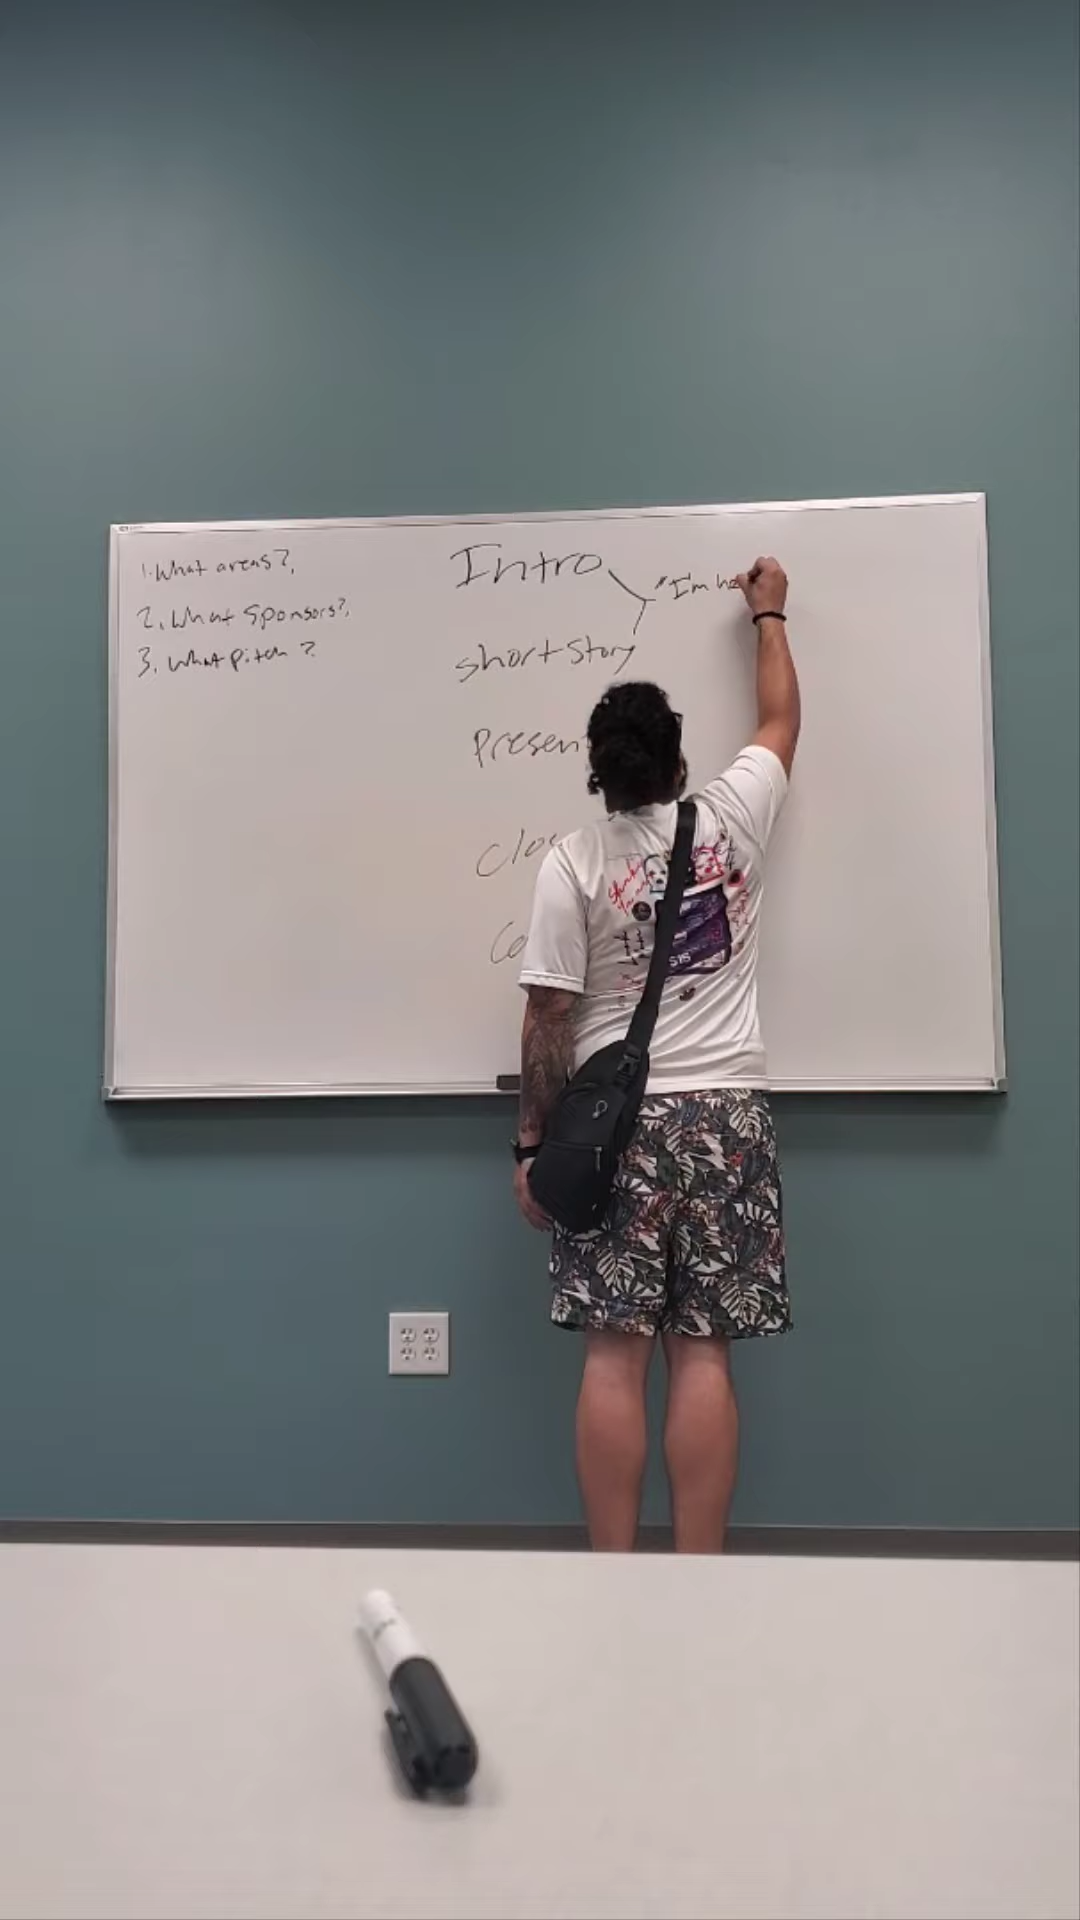 1. What areas?,
2. What Sponsors?,
3. What pitch?
Intro
"I'm he
short story
Presen
Clos
Co